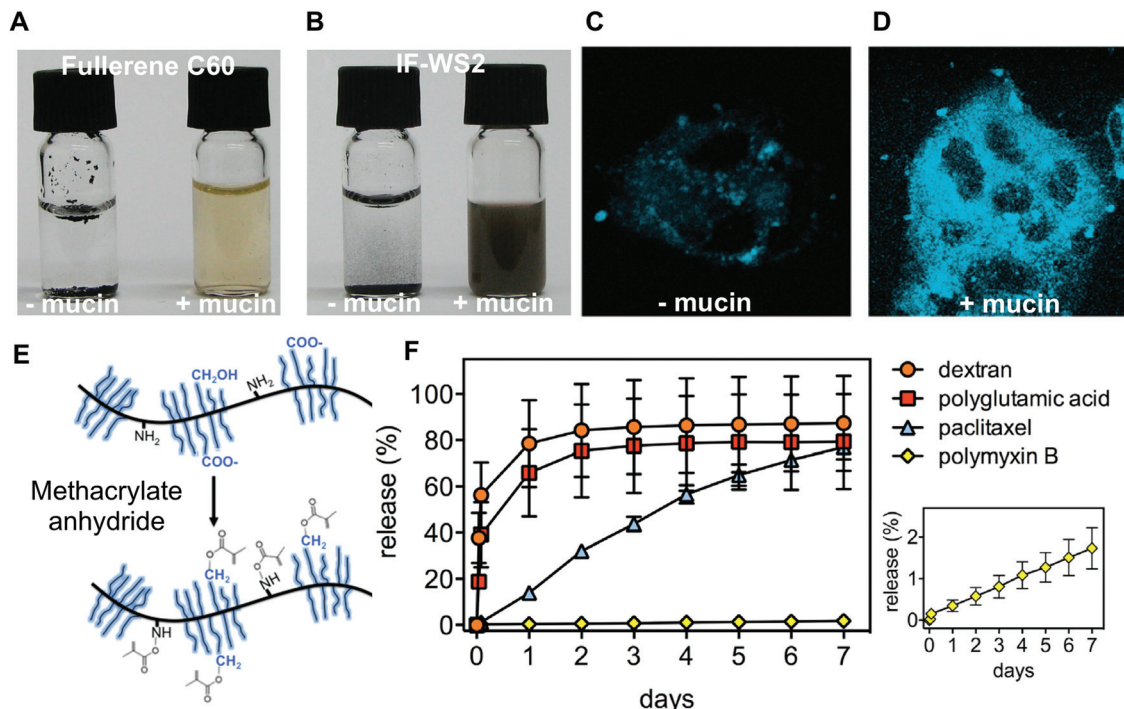 A
Fullerene C60
- mucin
+ mucin
B
IF-WS2
- mucin
+ mucin
C
- mucin
D
+ mucin
E
COO-
CH2OH
NH2
NH2
COO-
Methacrylate
anhydride
O
O
O
O
O
O
CH2
CH2
NH
NH
O
O
CH2
O
O
F
release (%)
100
80
60
40
20
0
0 1 2 3 4 5 6 7
days
dextran
polyglutamic acid
paclitaxel
polymyxin B
release (%)
2
1
0
0 1 2 3 4 5 6 7
days